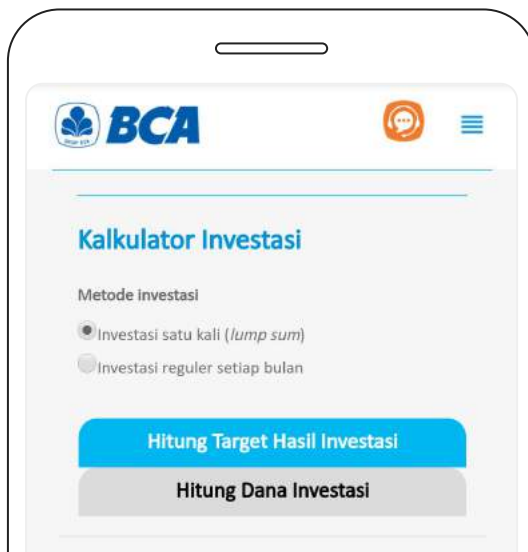 BCA
Kalkulator Investasi
Metode investasi
Investasi satu kali (lump sum)
Investasi reguler setiap bulan
Hitung Target Hasil Investasi
Hitung Dana Investasi